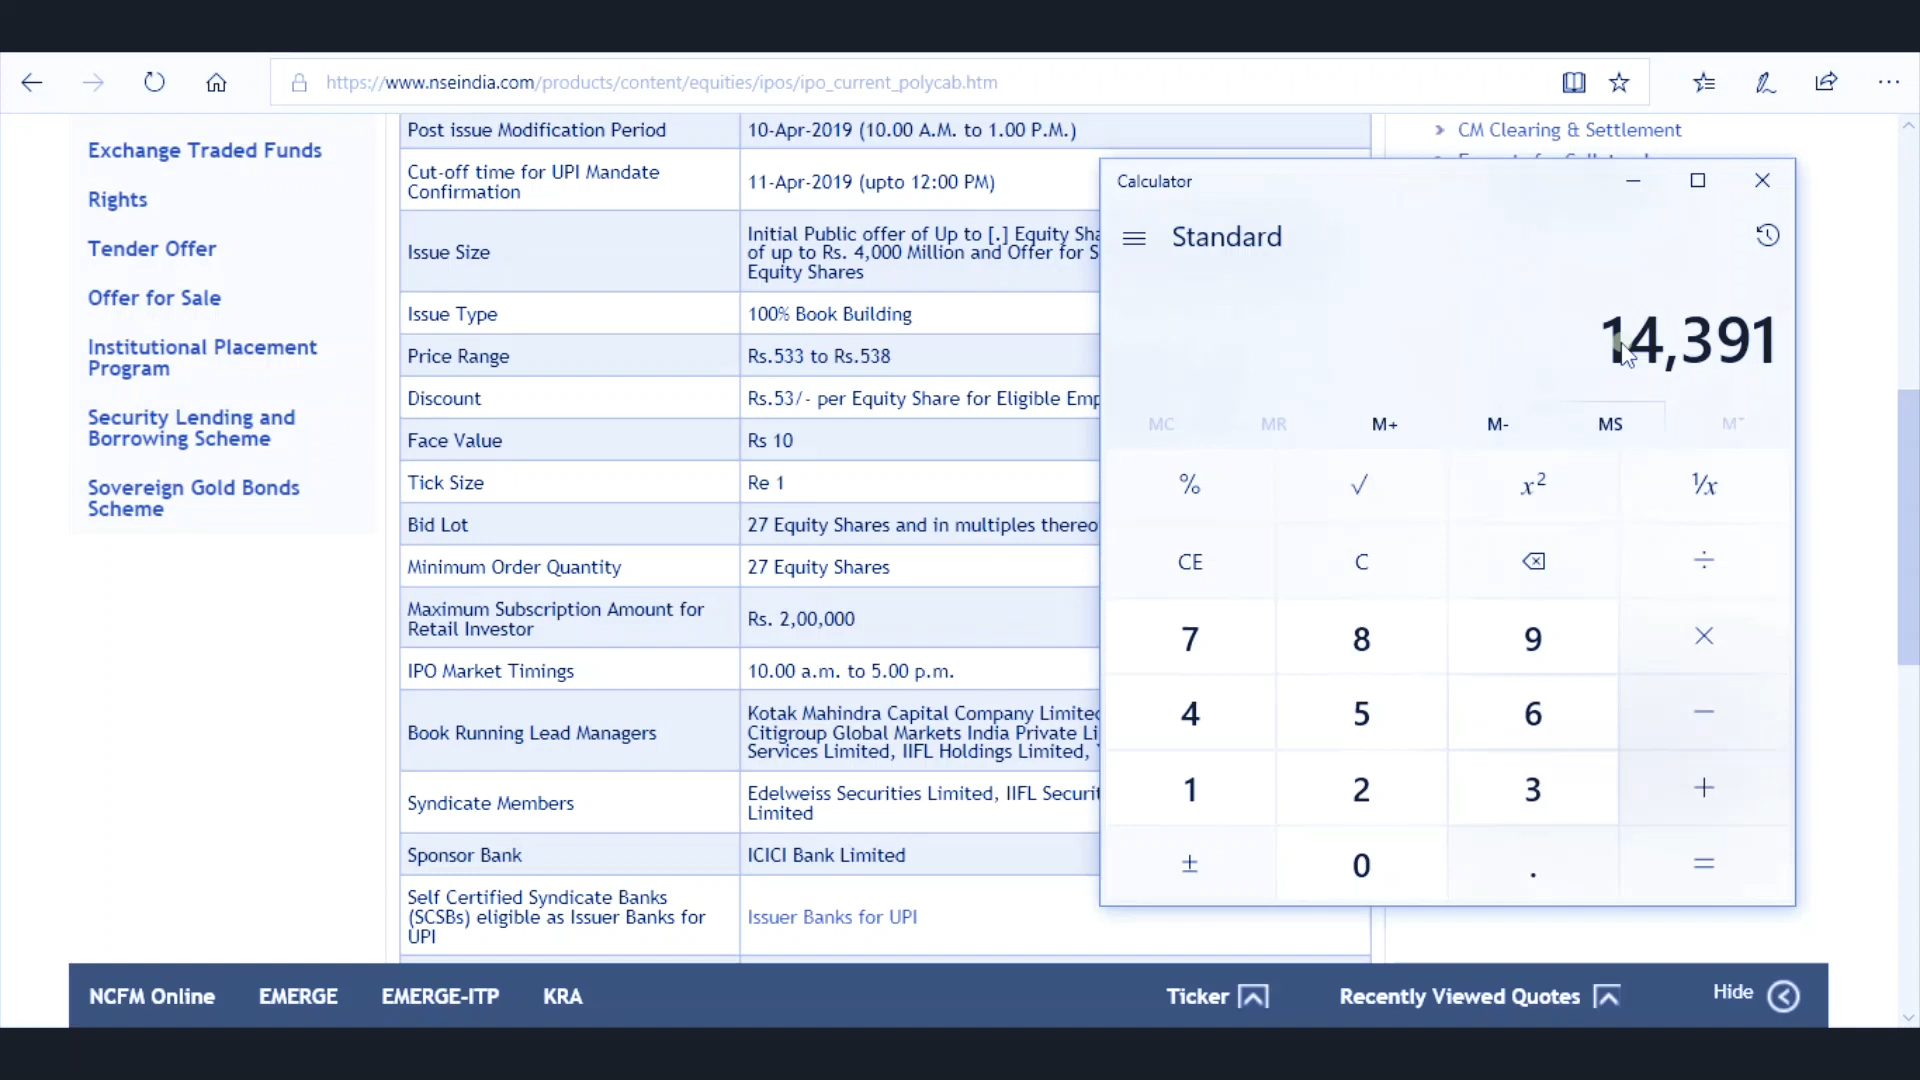 https://www.nseindia.com/products/content/equities/ipos/ipo_current_polycab.htm
Exchange Traded Funds
Rights
Tender Offer
Offer for Sale
Institutional Placement
Program
Security Lending and
Borrowing Scheme
Sovereign Gold Bonds
Scheme
Post issue Modification Period
10-Apr-2019 (10.00 A.M. to 1.00 P.M.)
Cut-off time for UPI Mandate
Confirmation
11-Apr-2019 (upto 12:00 PM)
Issue Size
Initial Public offer of Up to [.] Equity Sha
of up to Rs. 4,000 Million and Offer for S
Equity Shares
Issue Type
100% Book Building
Price Range
Rs.533 to Rs.538
Discount
Rs.53/- per Equity Share for Eligible Emp
Face Value
Rs 10
Tick Size
Re 1
Bid Lot
27 Equity Shares and in multiples thereo
Minimum Order Quantity
27 Equity Shares
Maximum Subscription Amount for
Retail Investor
Rs. 2,00,000
IPO Market Timings
10.00 a.m. to 5.00 p.m.
Book Running Lead Managers
Kotak Mahindra Capital Company Limited
Citigroup Global Markets India Private Li
Services Limited, IIFL Holdings Limited,
Syndicate Members
Edelweiss Securities Limited, IIFL Securit
Limited
Sponsor Bank
ICICI Bank Limited
Self Certified Syndicate Banks
(SCSBs) eligible as Issuer Banks for
UPI
Issuer Banks for UPI
CM Clearing & Settlement
Calculator
Standard
14,391
MC MR M+ M- MS M˅
% √ x² ¹/x
CE C ⌫ ÷
7 8 9 ×
4 5 6 −
1 2 3 +
± 0 . =
NCFM Online EMERGE EMERGE-ITP KRA Ticker Recently Viewed Quotes Hide